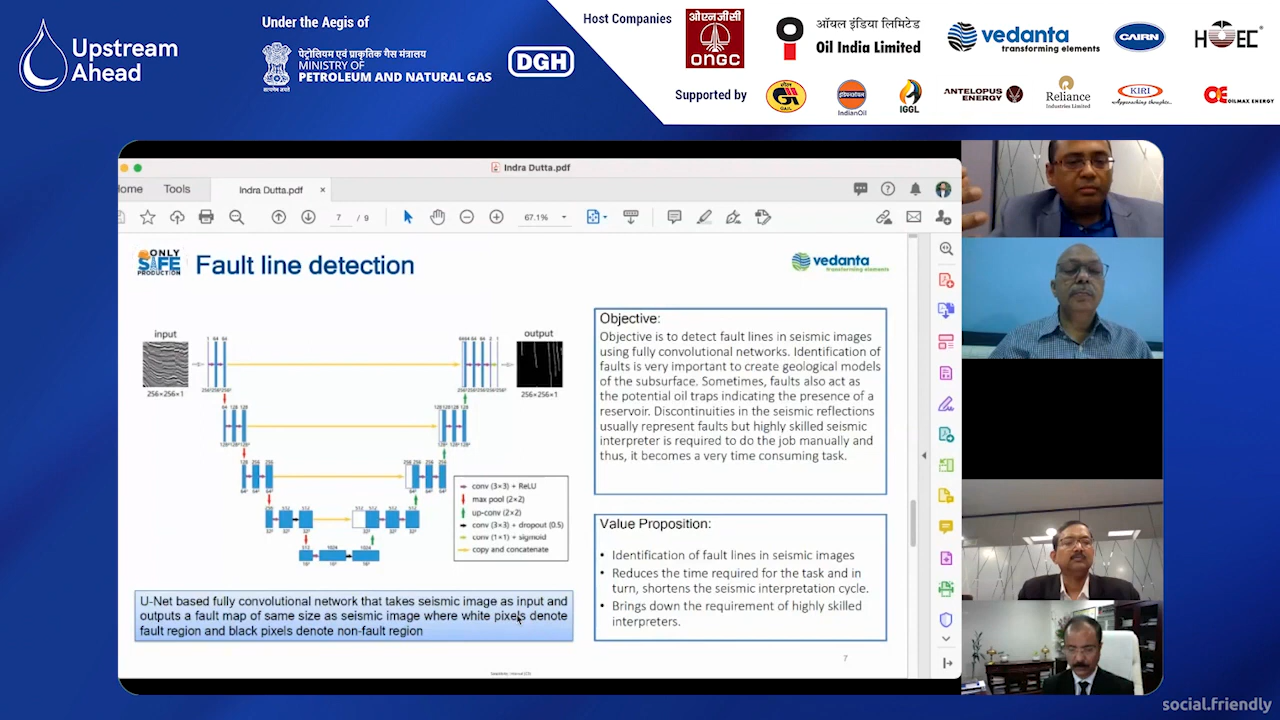 Upstream
Ahead
Under the Aegis of
पेट्रोलियम एवं प्राकृतिक गैस मंत्रालय
MINISTRY OF
PETROLEUM AND NATURAL GAS
सत्यमेव जयते
DGH
Host Companies
ओएनजीसी
ONGC
ऑयल इंडिया लिमिटेड
Oil India Limited
vedanta
transforming elements
CAIRN
HOEC
Supported by
GAIL
इंडियनऑयल
IndianOil
IGGL
ANTELOPUS
ENERGY
Reliance
Industries Limited
KIRI
Approaching thoughts...
OILMAX ENERGY
Indra Dutta.pdf
Home
Tools
Indra Dutta.pdf
7 / 9
67.1%
ONLY
SAFE
PRODUCTION
Fault line detection
vedanta
transforming elements
input
output
256×256×1
256×256×1
conv (3×3) + ReLU
max pool (2×2)
up-conv (2×2)
conv (3×3) + dropout (0.5)
conv (1×1) + sigmoid
copy and concatenate
U-Net based fully convolutional network that takes seismic image as input and
outputs a fault map of same size as seismic image where white pixels denote
fault region and black pixels denote non-fault region
Objective:
Objective is to detect fault lines in seismic images
using fully convolutional networks. Identification of
faults is very important to create geological models
of the subsurface. Sometimes, faults also act as
the potential oil traps indicating the presence of a
reservoir. Discontinuities in the seismic reflections
usually represent faults but highly skilled seismic
interpreter is required to do the job manually and
thus, it becomes a very time consuming task.
Value Proposition:
• Identification of fault lines in seismic images
• Reduces the time required for the task and in
turn, shortens the seismic interpretation cycle.
• Brings down the requirement of highly skilled
interpreters.
7
social.friendly